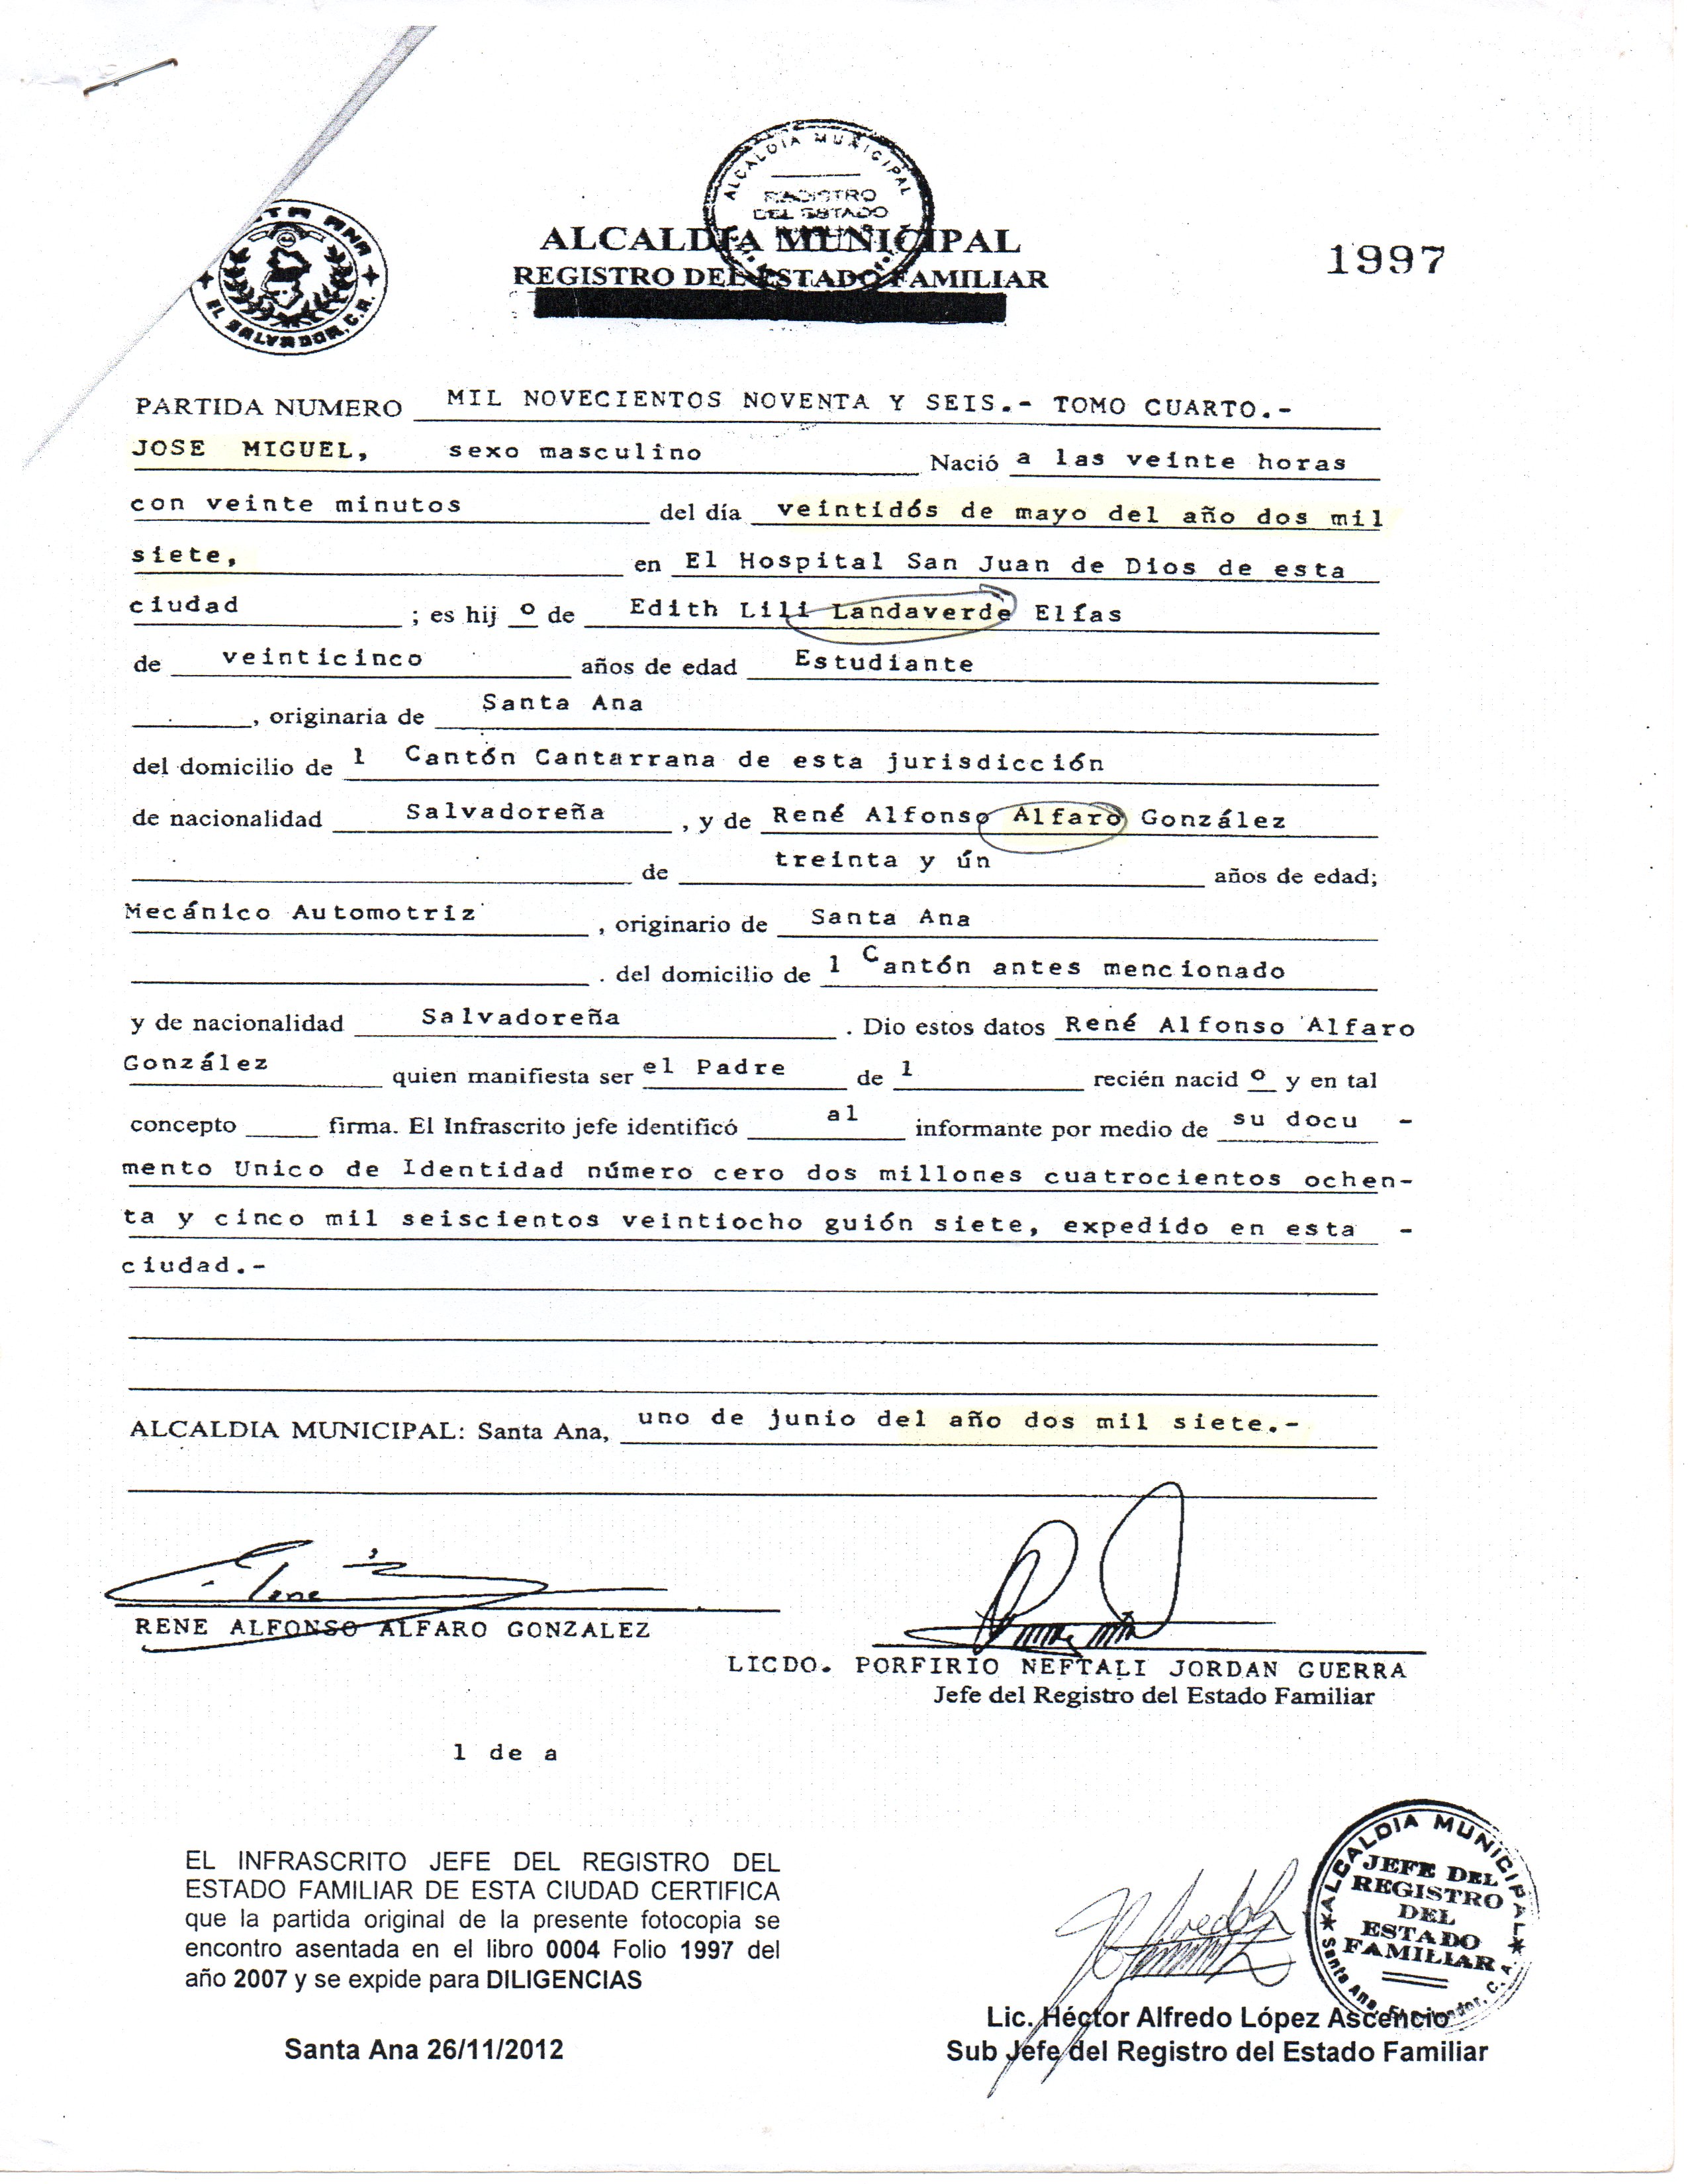 ALCALDIA MUNICIPAL
REGISTRO DEL ESTADO
SANTA ANA
EL SALVADOR, C.A.
ALCALDIA MUNICIPAL
REGISTRO DEL ESTADO FAMILIAR
1997
PARTIDA NUMERO MIL NOVECIENTOS NOVENTA Y SEIS.- TOMO CUARTO.-
JOSE MIGUEL, sexo masculino Nació a las veinte horas
con veinte minutos del día veintidós de mayo del año dos mil
siete, en El Hospital San Juan de Dios de esta
ciudad ; es hij o de Edith Lili Landaverde Elías
de veinticinco años de edad Estudiante
, originaria de Santa Ana
del domicilio de l Cantón Cantarrana de esta jurisdicción
de nacionalidad Salvadoreña , y de René Alfonso Alfaro González
de treinta y ún años de edad;
Mecánico Automotriz , originario de Santa Ana
. del domicilio de l Cantón antes mencionado
y de nacionalidad Salvadoreña . Dio estos datos René Alfonso Alfaro
González quien manifiesta ser el Padre de l recién nacid o y en tal
concepto firma. El Infrascrito jefe identificó al informante por medio de su docu -
mento Unico de Identidad número cero dos millones cuatrocientos ochen-
ta y cinco mil seiscientos veintiocho guión siete, expedido en esta -
ciudad.-
ALCALDIA MUNICIPAL: Santa Ana, uno de junio del año dos mil siete.-
RENE ALFONSO ALFARO GONZALEZ
LICDO. PORFIRIO NEFTALI JORDAN GUERRA
Jefe del Registro del Estado Familiar
l de a
EL INFRASCRITO JEFE DEL REGISTRO DEL
ESTADO FAMILIAR DE ESTA CIUDAD CERTIFICA
que la partida original de la presente fotocopia se
encontro asentada en el libro 0004 Folio 1997 del
año 2007 y se expide para DILIGENCIAS
Santa Ana 26/11/2012
ALCALDIA MUNICIPAL
JEFE DEL
REGISTRO
DEL
ESTADO
FAMILIAR
Santa Ana, El Salvador, C. A.
Lic. Héctor Alfredo López Ascencio
Sub Jefe del Registro del Estado Familiar